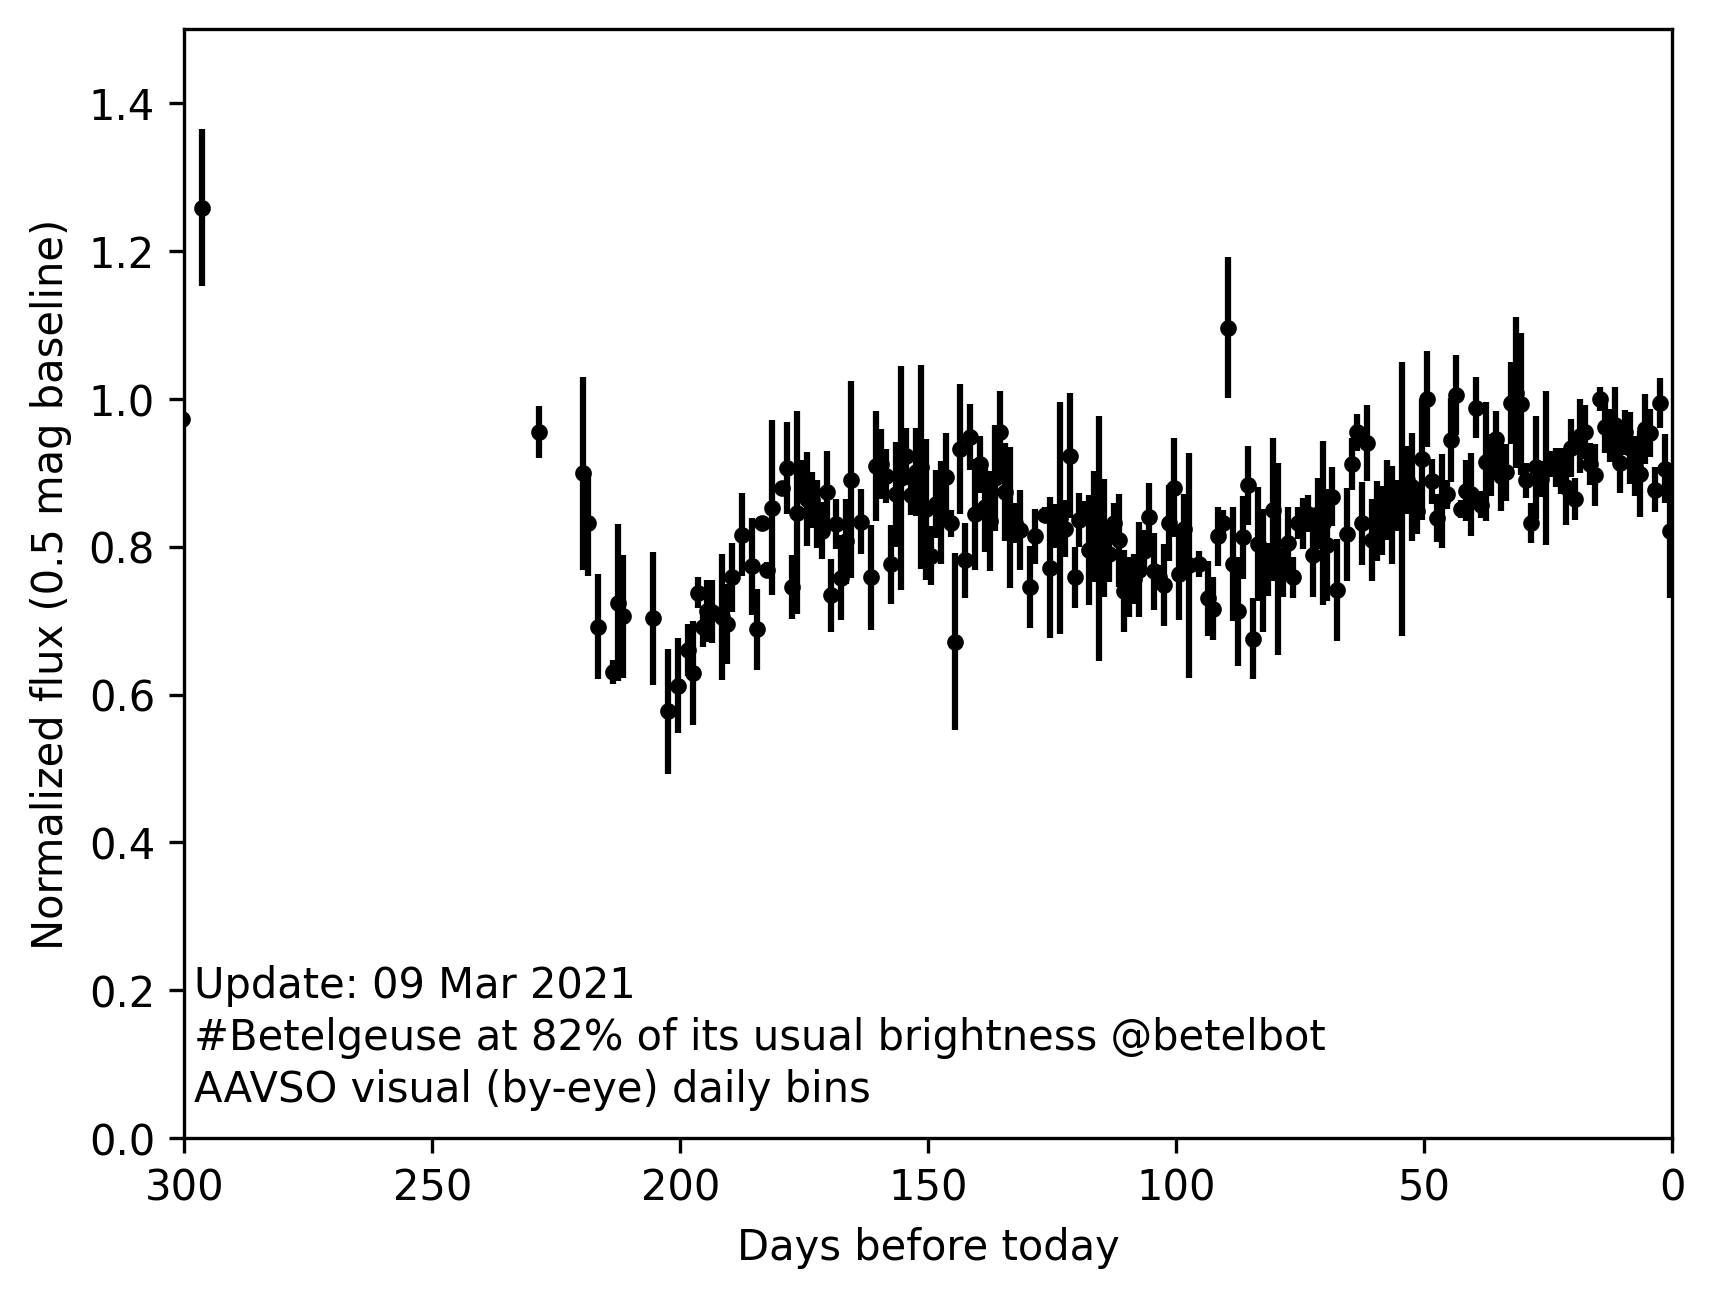 1.4
1.2
1.0
0.8
0.6
0.4
0.2
0.0
Normalized flux (0.5 mag baseline)
Update: 09 Mar 2021
#Betelgeuse at 82% of its usual brightness @betelbot
AAVSO visual (by-eye) daily bins
300 250 200 150 100 50 0
Days before today